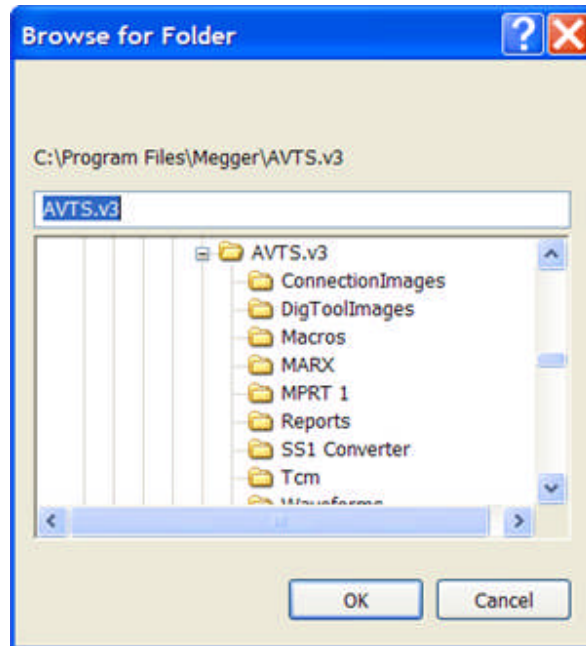 Browse for Folder
C:\Program Files\Megger\AVTS.v3
AVTS.v3
AVTS.v3
ConnectionImages
DigToolImages
Macros
MARX
MPRT 1
Reports
SS1 Converter
Tcm
Waveforms
OK Cancel